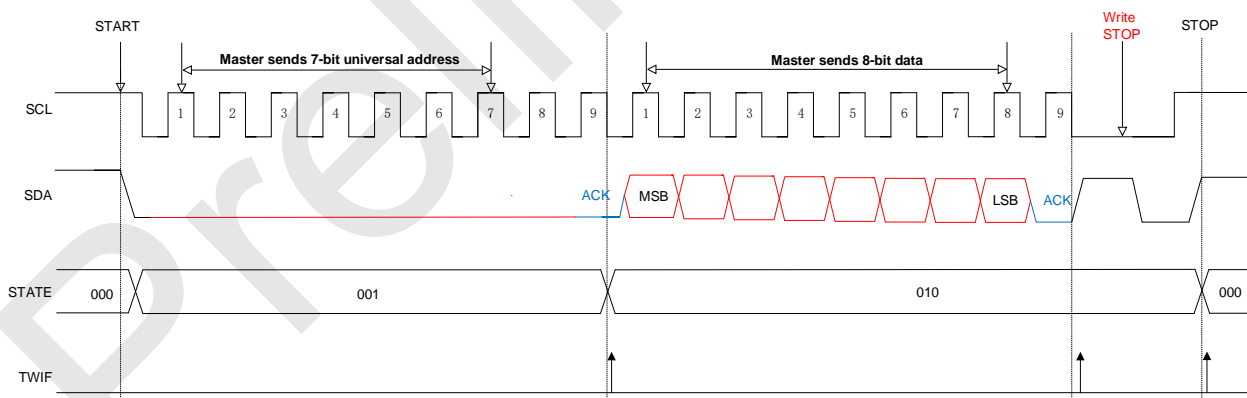 START
Write
STOP
STOP
Master sends 7-bit universal address
Master sends 8-bit data
SCL
1 2 3 4 5 6 7 8 9 1 2 3 4 5 6 7 8 9
SDA
ACK MSB LSB ACK
STATE 000 001 010 000
TWIF